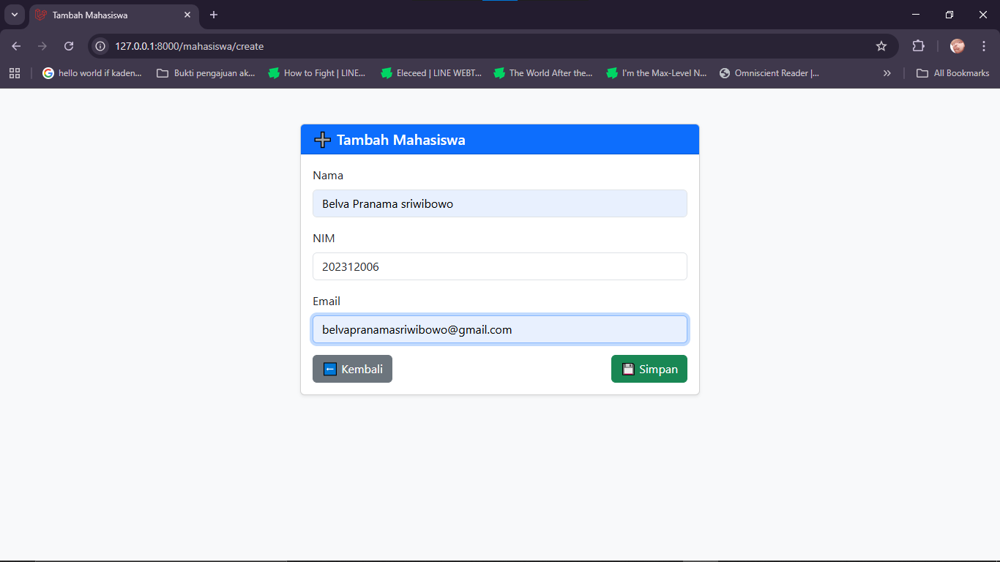 Tambah Mahasiswa
127.0.0.1:8000/mahasiswa/create
hello world if kaden...
Bukti pengajuan ak...
How to Fight | LINE...
Eleceed | LINE WEBT...
The World After the...
I'm the Max-Level N...
Omniscient Reader |...
All Bookmarks
Tambah Mahasiswa
Nama
Belva Pranama sriwibowo
NIM
202312006
Email
belvapranamasriwibowo@gmail.com
Kembali
Simpan